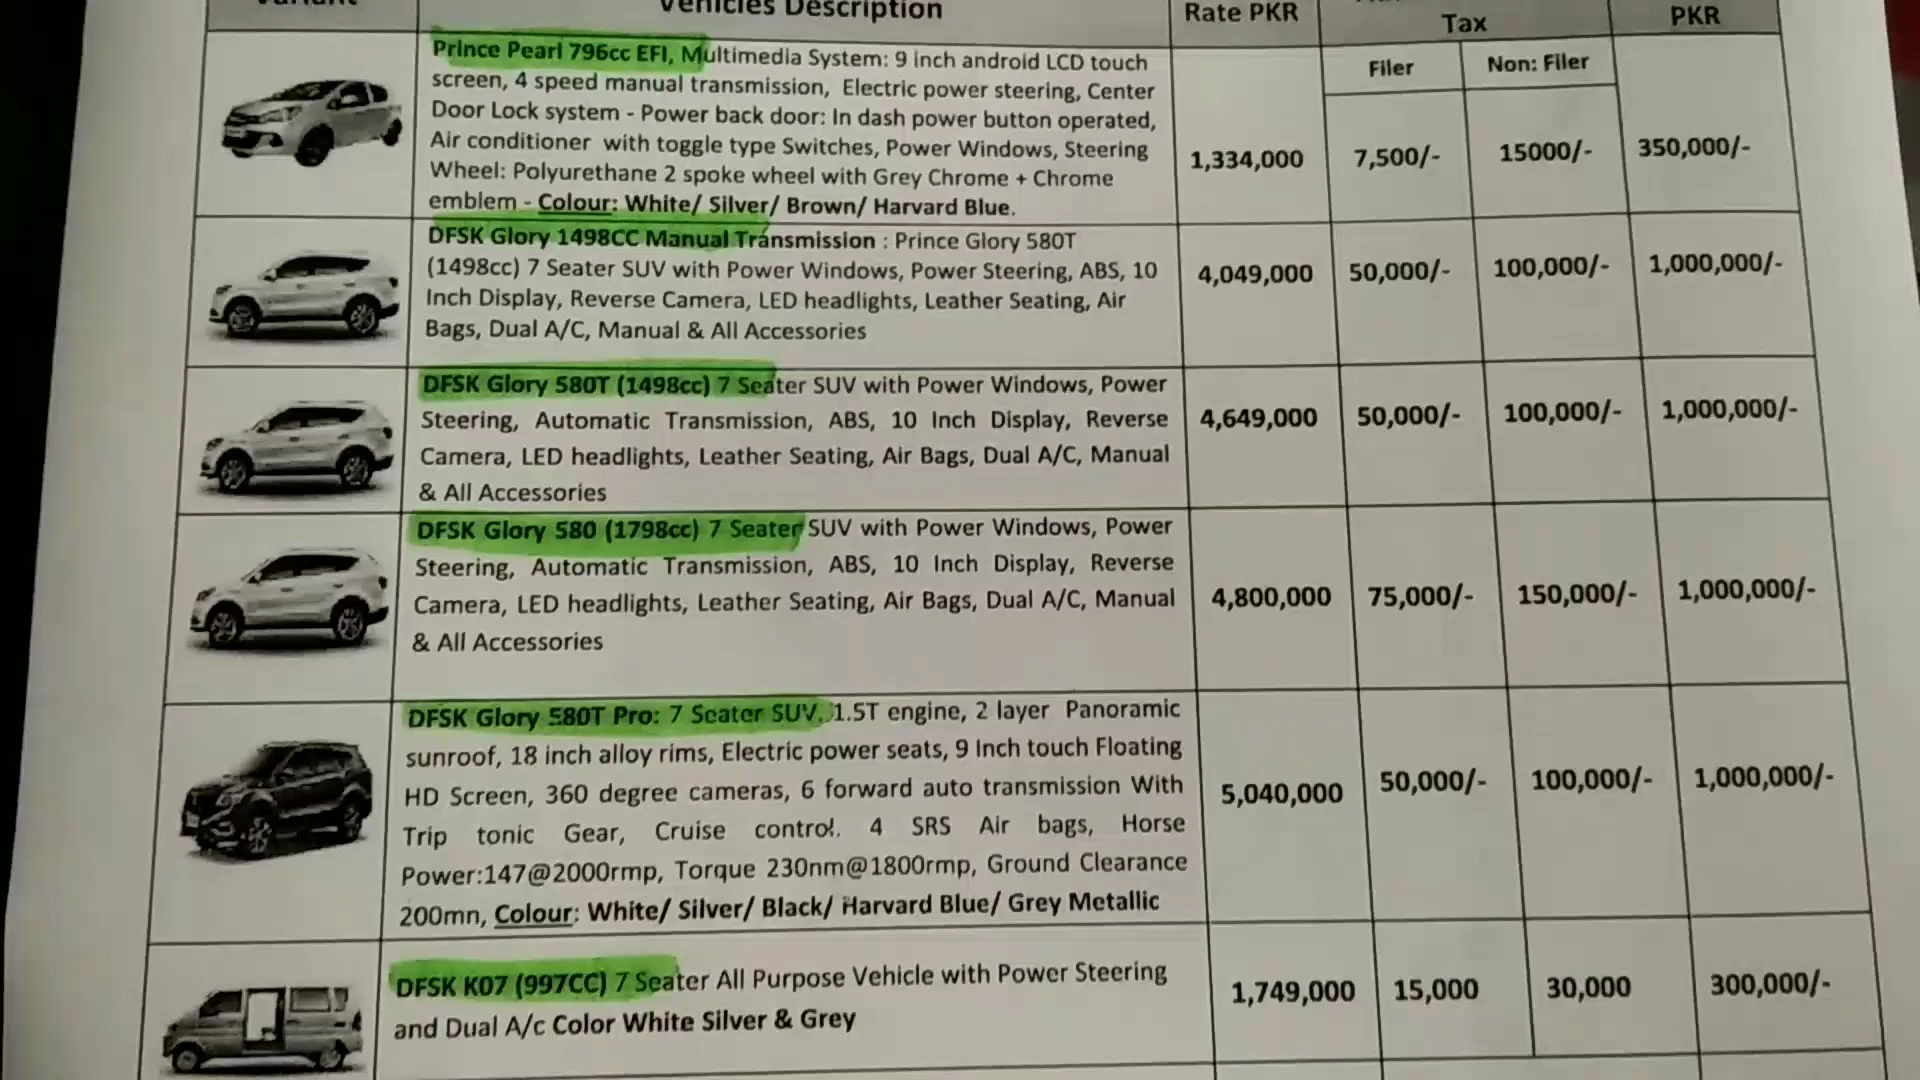 Variant
Vehicles Description
Rate PKR
Tax
PKR
Filer
Non: Filer
Prince Pearl 796cc EFI, Multimedia System: 9 inch android LCD touch
screen, 4 speed manual transmission, Electric power steering, Center
Door Lock system - Power back door: In dash power button operated,
Air conditioner with toggle type Switches, Power Windows, Steering
Wheel: Polyurethane 2 spoke wheel with Grey Chrome + Chrome
emblem - Colour: White/ Silver/ Brown/ Harvard Blue.
1,334,000
7,500/-
15000/-
350,000/-
DFSK Glory 1498CC Manual Transmission : Prince Glory 580T
(1498cc) 7 Seater SUV with Power Windows, Power Steering, ABS, 10
Inch Display, Reverse Camera, LED headlights, Leather Seating, Air
Bags, Dual A/C, Manual & All Accessories
4,049,000
50,000/-
100,000/-
1,000,000/-
DFSK Glory 580T (1498cc) 7 Seater SUV with Power Windows, Power
Steering, Automatic Transmission, ABS, 10 Inch Display, Reverse
Camera, LED headlights, Leather Seating, Air Bags, Dual A/C, Manual
& All Accessories
4,649,000
50,000/-
100,000/-
1,000,000/-
DFSK Glory 580 (1798cc) 7 Seater SUV with Power Windows, Power
Steering, Automatic Transmission, ABS, 10 Inch Display, Reverse
Camera, LED headlights, Leather Seating, Air Bags, Dual A/C, Manual
& All Accessories
4,800,000
75,000/-
150,000/-
1,000,000/-
DFSK Glory 580T Pro: 7 Seater SUV, 1.5T engine, 2 layer Panoramic
sunroof, 18 inch alloy rims, Electric power seats, 9 Inch touch Floating
HD Screen, 360 degree cameras, 6 forward auto transmission With
Trip tonic Gear, Cruise control. 4 SRS Air bags, Horse
Power:147@2000rmp, Torque 230nm@1800rmp, Ground Clearance
200mn, Colour: White/ Silver/ Black/ Harvard Blue/ Grey Metallic
5,040,000
50,000/-
100,000/-
1,000,000/-
DFSK K07 (997CC) 7 Seater All Purpose Vehicle with Power Steering
and Dual A/c Color White Silver & Grey
1,749,000
15,000
30,000
300,000/-